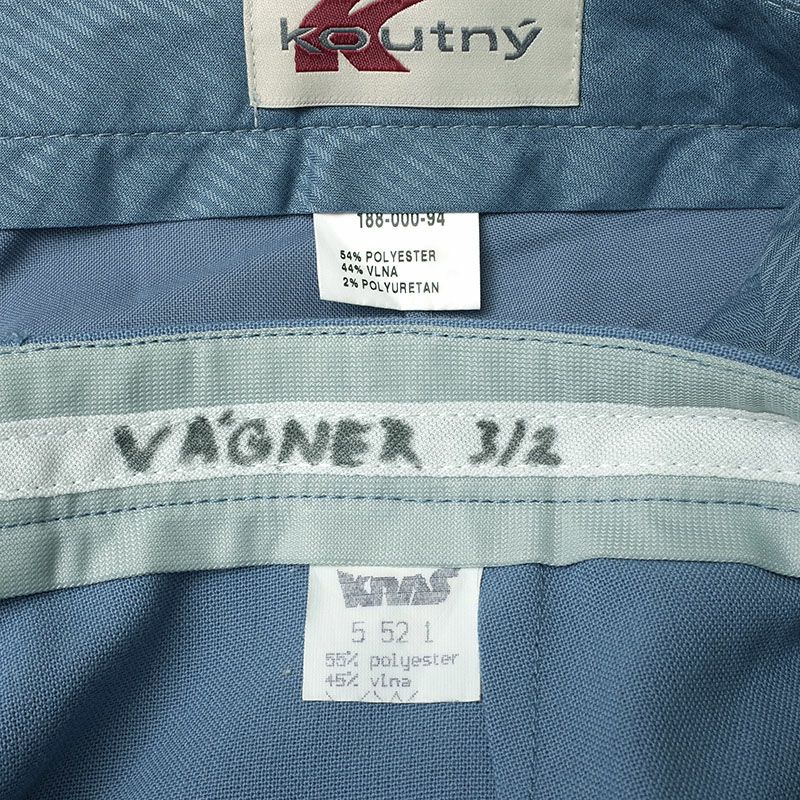 koutný
188-000-94
54% POLYESTER
44% VLNA
2% POLYURETAN
VÁGNER 3/2
KRAS
5 52 1
55% polyester
45% vlna